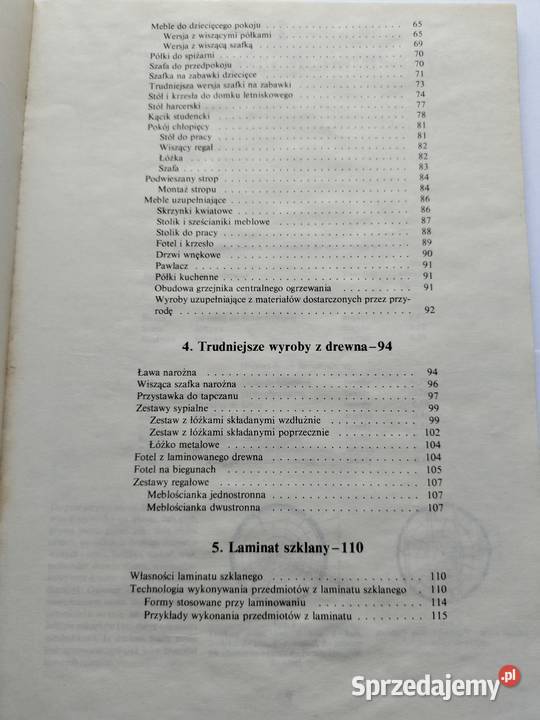 Meble do dziecięcego pokoju . . . . . . . . . . . . . . . . . . 65
Wersja z wiszącymi półkami . . . . . . . . . . . . . . . . . . 65
Wersja z wiszącą szafką . . . . . . . . . . . . . . . . . . 69
Półki do spiżarni . . . . . . . . . . . . . . . . . . 70
Szafa do przedpokoju . . . . . . . . . . . . . . . . . . 70
Szafka na zabawki dziecięce . . . . . . . . . . . . . . . . . . 71
Trudniejsza wersja szafki na zabawki . . . . . . . . . . . . . . . . 73
Stół i krzesła do domku letniskowego . . . . . . . . . . . . . . . . 74
Stół harcerski . . . . . . . . . . . . . . . . . . 77
Kącik studencki . . . . . . . . . . . . . . . . . . 78
Pokój chłopięcy . . . . . . . . . . . . . . . . . . 81
Stół do pracy . . . . . . . . . . . . . . . . . . 81
Wiszący regał . . . . . . . . . . . . . . . . . . 82
Łóżka . . . . . . . . . . . . . . . . . . 82
Szafa . . . . . . . . . . . . . . . . . . 83
Podwieszany strop . . . . . . . . . . . . . . . . . . 84
Montaż stropu . . . . . . . . . . . . . . . . . . 84
Meble uzupełniające . . . . . . . . . . . . . . . . . . 86
Skrzynki kwiatowe . . . . . . . . . . . . . . . . . . 86
Stolik i sześcianiki meblowe . . . . . . . . . . . . . . . . 87
Stolik do pracy . . . . . . . . . . . . . . . . . . 88
Fotel i krzesło . . . . . . . . . . . . . . . . . . 89
Drzwi wnękowe . . . . . . . . . . . . . . . . . . 90
Pawlacz . . . . . . . . . . . . . . . . . . 91
Półki kuchenne . . . . . . . . . . . . . . . . . . 91
Obudowa grzejnika centralnego ogrzewania . . . . . . . . . . . . 91
Wyroby uzupełniające z materiałów dostarczonych przez przy-
rodę . . . . . . . . . . . . . . . . . . 92
4. Trudniejsze wyroby z drewna–94
Ława narożna . . . . . . . . . . . . . . . . . . 94
Wisząca szafka narożna . . . . . . . . . . . . . . . . . . 96
Przystawka do tapczanu . . . . . . . . . . . . . . . . . . 97
Zestawy sypialne . . . . . . . . . . . . . . . . . . 99
Zestaw z łóżkami składanymi wzdłużnie . . . . . . . . . . . . 99
Zestaw z łóżkami składanymi poprzecznie . . . . . . . . . . . 102
Łóżko metalowe . . . . . . . . . . . . . . . . . . 104
Fotel z laminowanego drewna . . . . . . . . . . . . . . . . 104
Fotel na biegunach . . . . . . . . . . . . . . . . . . 105
Zestawy regałowe . . . . . . . . . . . . . . . . . . 107
Meblościanka jednostronna . . . . . . . . . . . . . . . . 107
Meblościanka dwustronna . . . . . . . . . . . . . . . . 107
5. Laminat szklany–110
Własności laminatu szklanego . . . . . . . . . . . . . . . . 110
Technologia wykonywania przedmiotów z laminatu szklanego . 110
Formy stosowane przy laminowaniu . . . . . . . . . . . . . 114
Przykłady wykonania przedmiotów z laminatu . . . . . . . . . 115
Sprzedajemy.pl